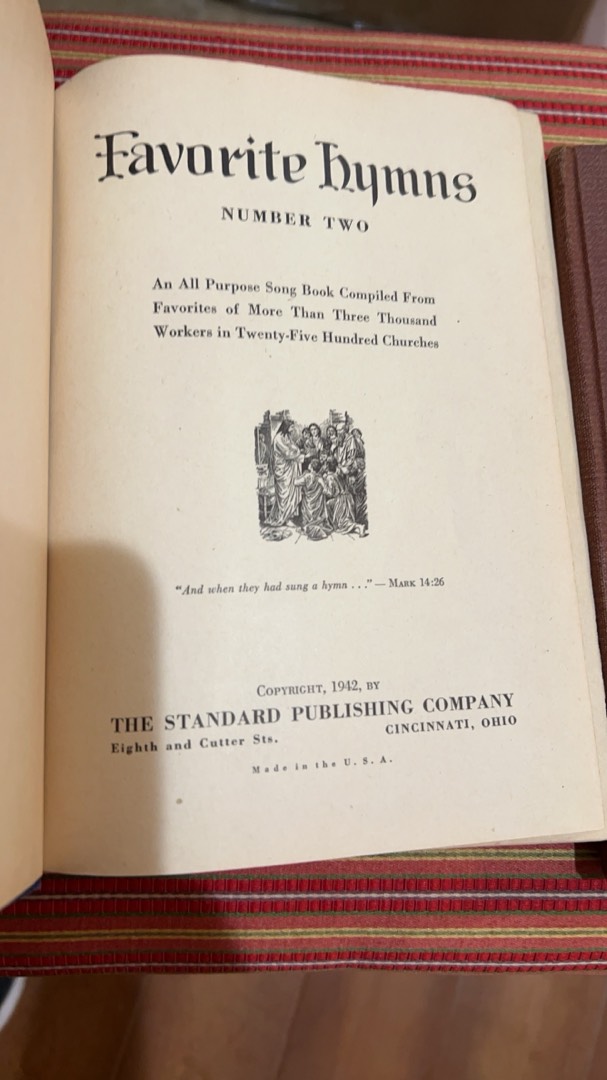 Favorite Hymns
NUMBER TWO
An All Purpose Song Book Compiled From
Favorites of More Than Three Thousand
Workers in Twenty-Five Hundred Churches
"And when they had sung a hymn . . ." — MARK 14:26
COPYRIGHT, 1942, BY
THE STANDARD PUBLISHING COMPANY
Eighth and Cutter Sts. CINCINNATI, OHIO
Made in the U. S. A.